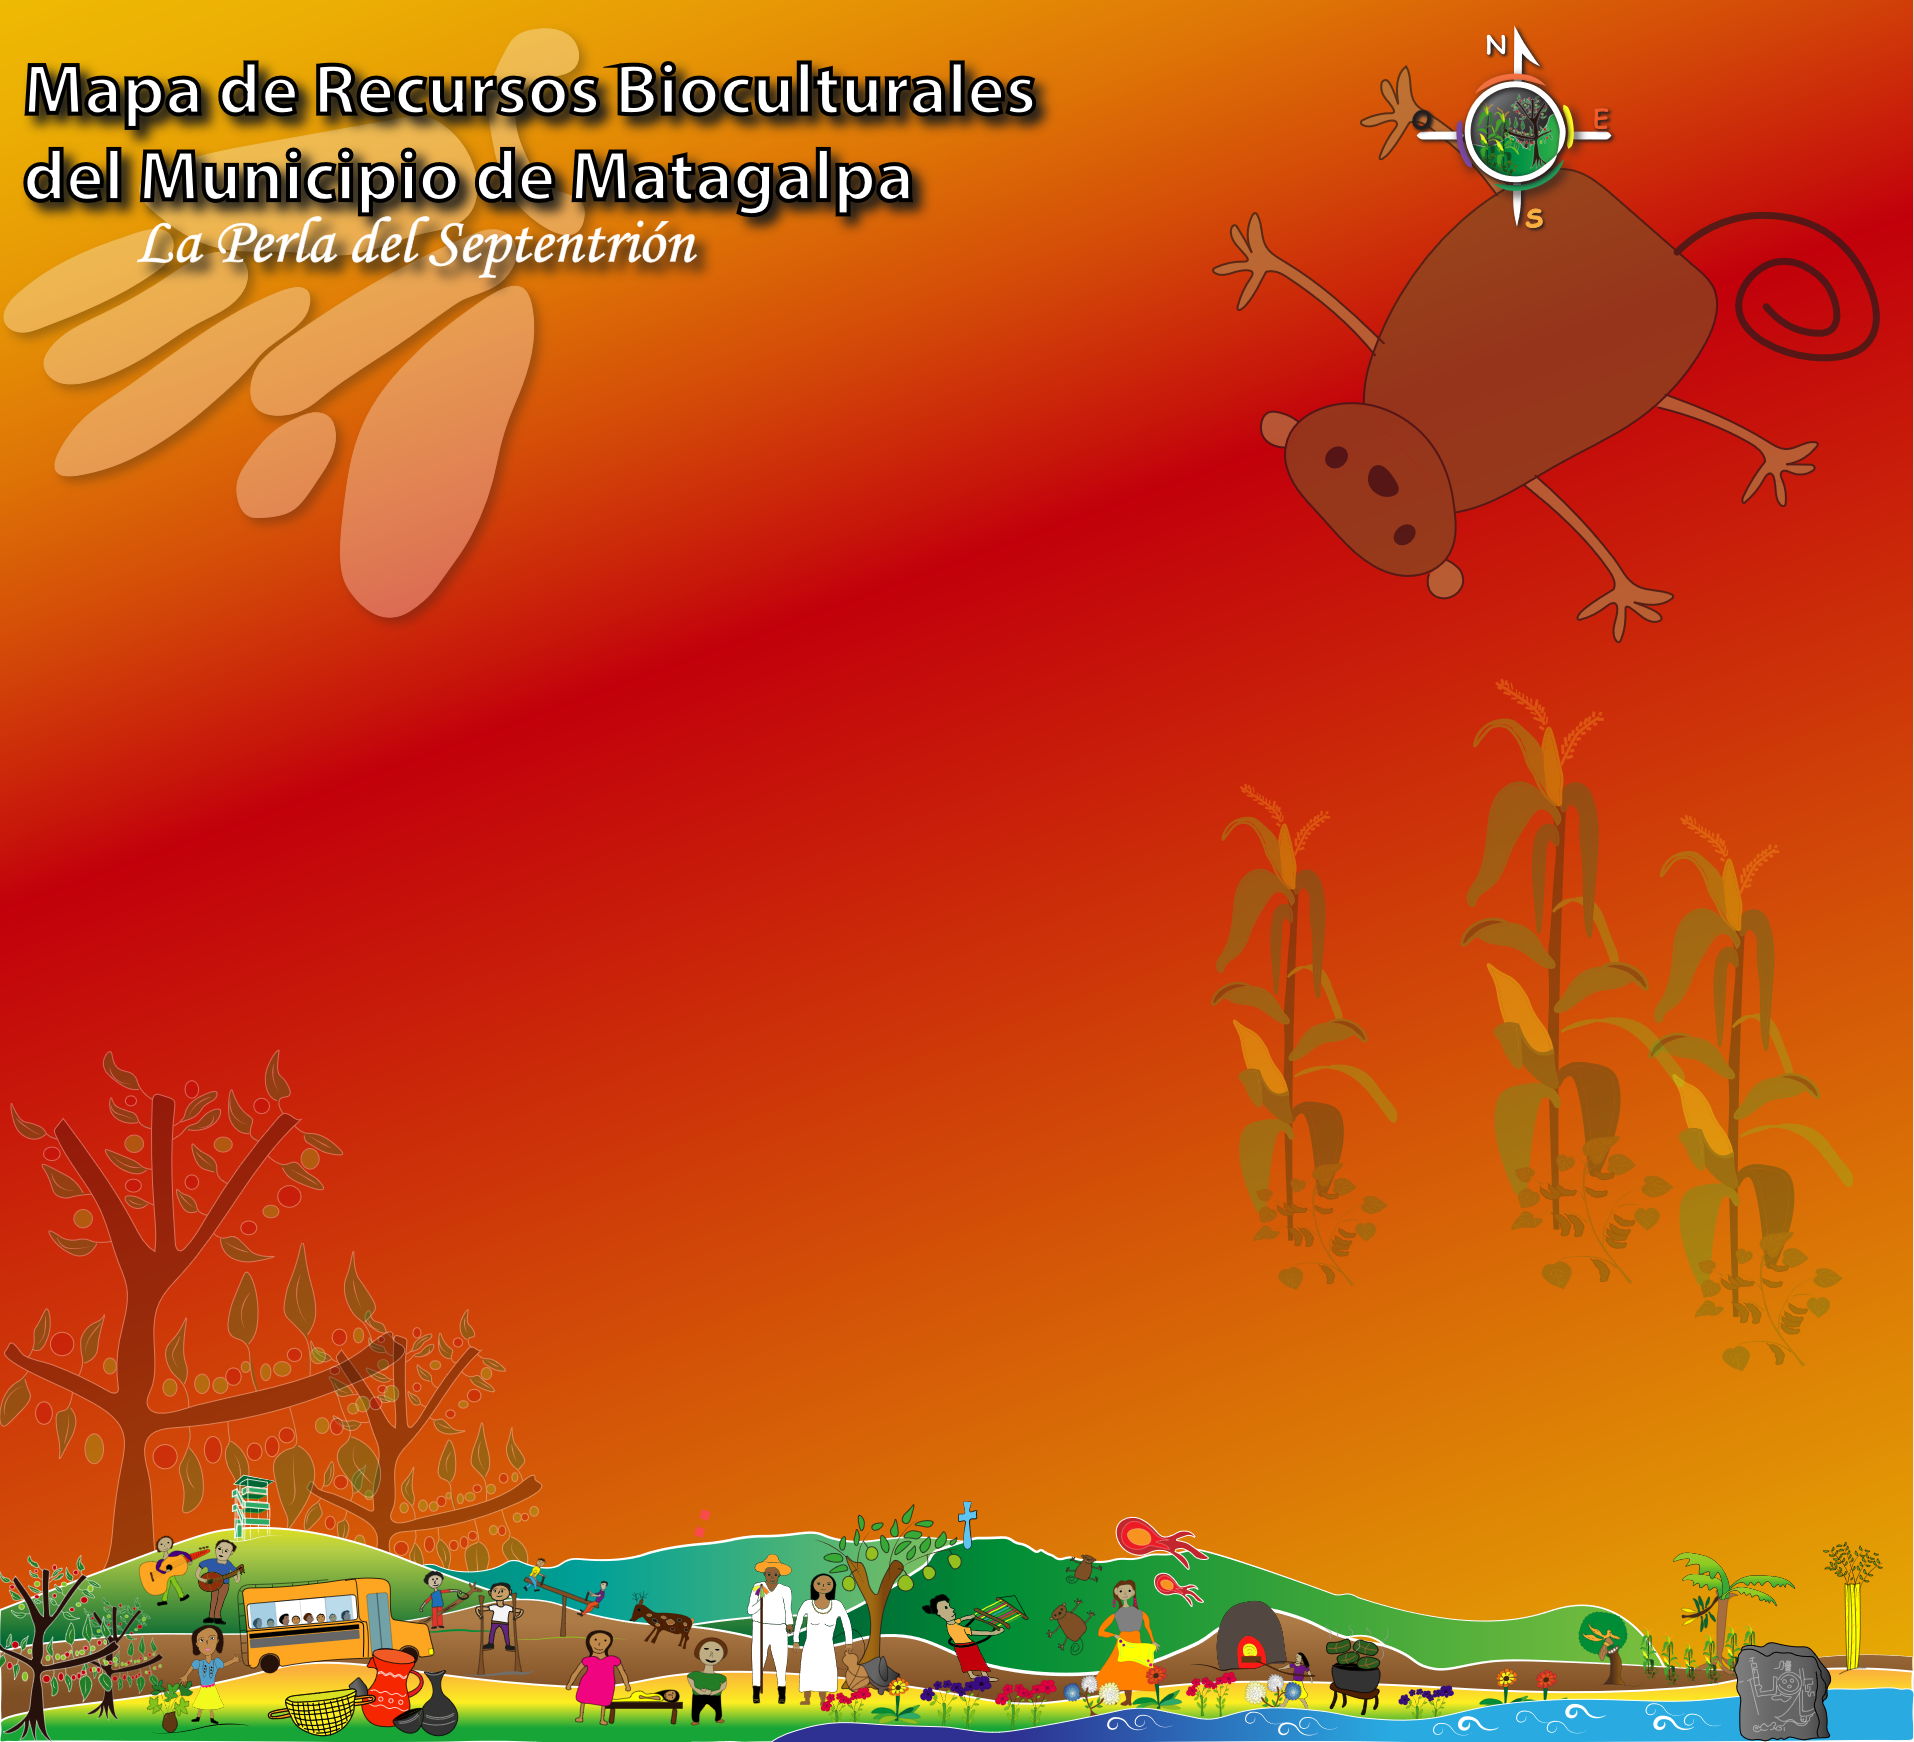 Mapa de Recursos Bioculturales
del Municipio de Matagalpa
La Perla del Septentrión
N
O
E
S